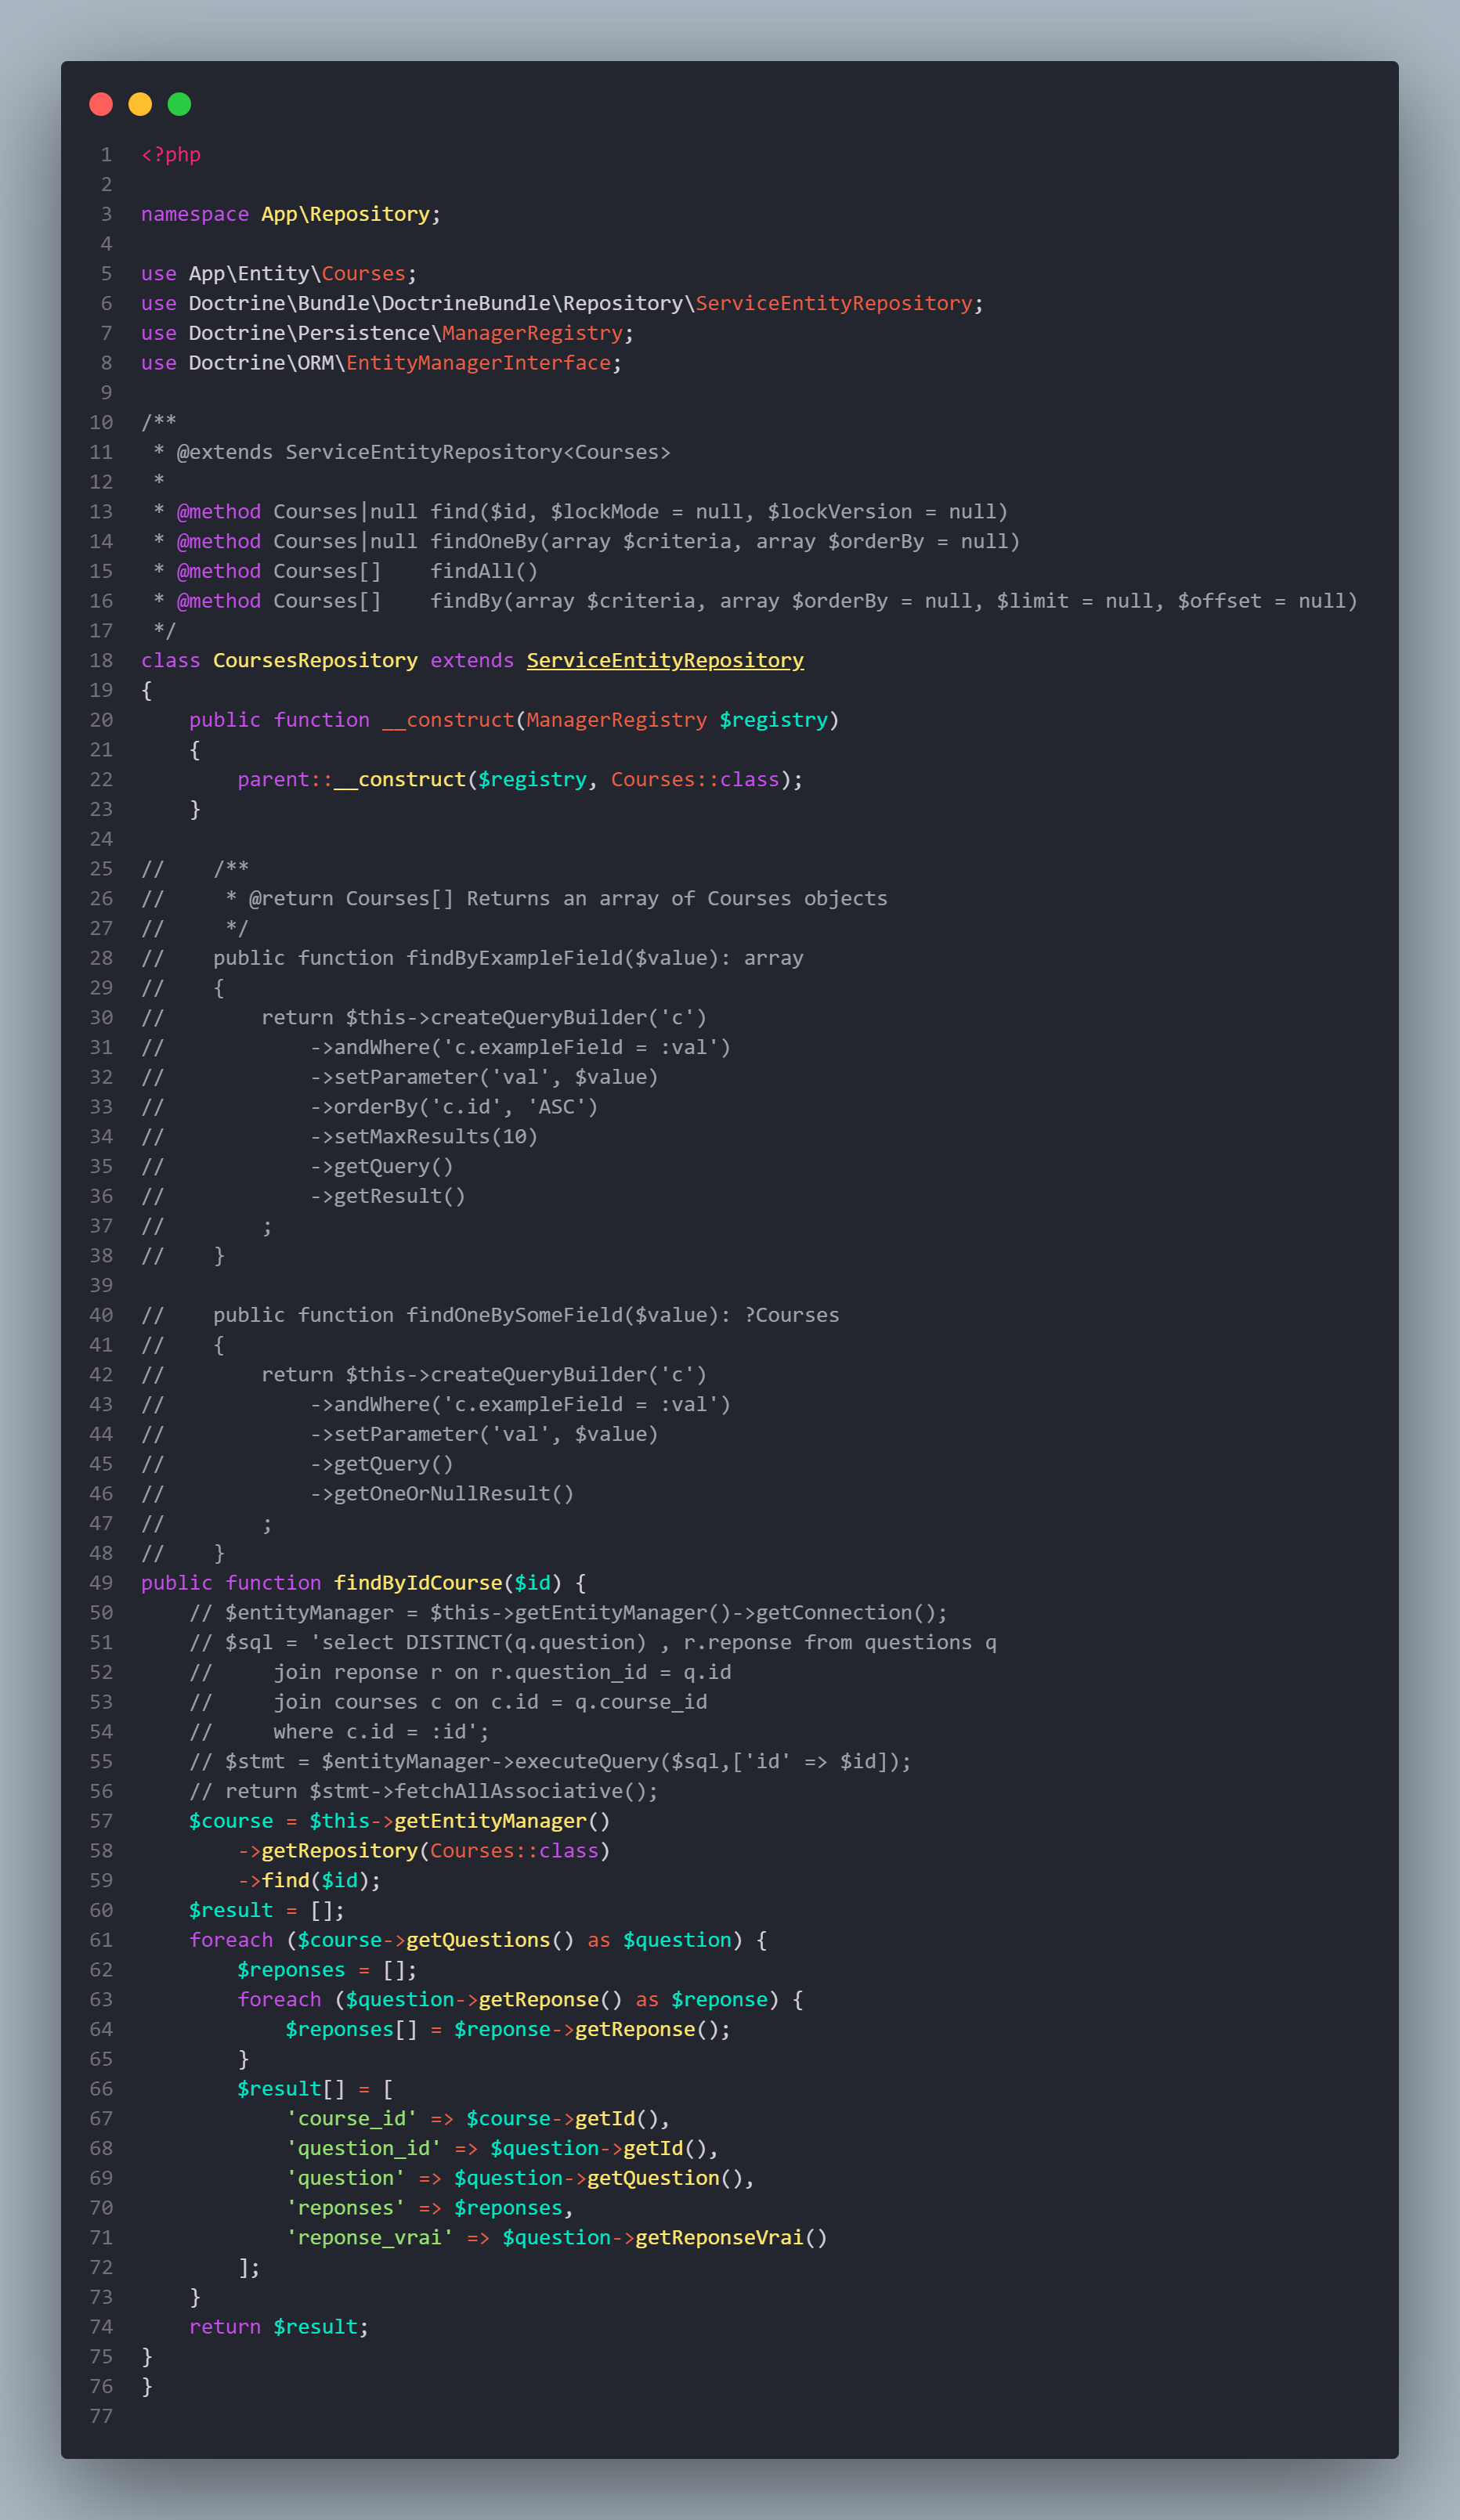 1 <?php
2
3 namespace App\Repository;
4
5 use App\Entity\Courses;
6 use Doctrine\Bundle\DoctrineBundle\Repository\ServiceEntityRepository;
7 use Doctrine\Persistence\ManagerRegistry;
8 use Doctrine\ORM\EntityManagerInterface;
9
10 /**
11  * @extends ServiceEntityRepository<Courses>
12  *
13  * @method Courses|null find($id, $lockMode = null, $lockVersion = null)
14  * @method Courses|null findOneBy(array $criteria, array $orderBy = null)
15  * @method Courses[]    findAll()
16  * @method Courses[]    findBy(array $criteria, array $orderBy = null, $limit = null, $offset = null)
17  */
18 class CoursesRepository extends ServiceEntityRepository
19 {
20     public function __construct(ManagerRegistry $registry)
21     {
22         parent::__construct($registry, Courses::class);
23     }
24
25 //    /**
26 //     * @return Courses[] Returns an array of Courses objects
27 //     */
28 //    public function findByExampleField($value): array
29 //    {
30 //        return $this->createQueryBuilder('c')
31 //            ->andWhere('c.exampleField = :val')
32 //            ->setParameter('val', $value)
33 //            ->orderBy('c.id', 'ASC')
34 //            ->setMaxResults(10)
35 //            ->getQuery()
36 //            ->getResult()
37 //        ;
38 //    }
39
40 //    public function findOneBySomeField($value): ?Courses
41 //    {
42 //        return $this->createQueryBuilder('c')
43 //            ->andWhere('c.exampleField = :val')
44 //            ->setParameter('val', $value)
45 //            ->getQuery()
46 //            ->getOneOrNullResult()
47 //        ;
48 //    }
49 public function findByIdCourse($id) {
50     // $entityManager = $this->getEntityManager()->getConnection();
51     // $sql = 'select DISTINCT(q.question) , r.reponse from questions q
52     //     join reponse r on r.question_id = q.id
53     //     join courses c on c.id = q.course_id
54     //     where c.id = :id';
55     // $stmt = $entityManager->executeQuery($sql,['id' => $id]);
56     // return $stmt->fetchAllAssociative();
57     $course = $this->getEntityManager()
58         ->getRepository(Courses::class)
59         ->find($id);
60     $result = [];
61     foreach ($course->getQuestions() as $question) {
62         $reponses = [];
63         foreach ($question->getReponse() as $reponse) {
64             $reponses[] = $reponse->getReponse();
65         }
66         $result[] = [
67             'course_id' => $course->getId(),
68             'question_id' => $question->getId(),
69             'question' => $question->getQuestion(),
70             'reponses' => $reponses,
71             'reponse_vrai' => $question->getReponseVrai()
72         ];
73     }
74     return $result;
75 }
76 }
77